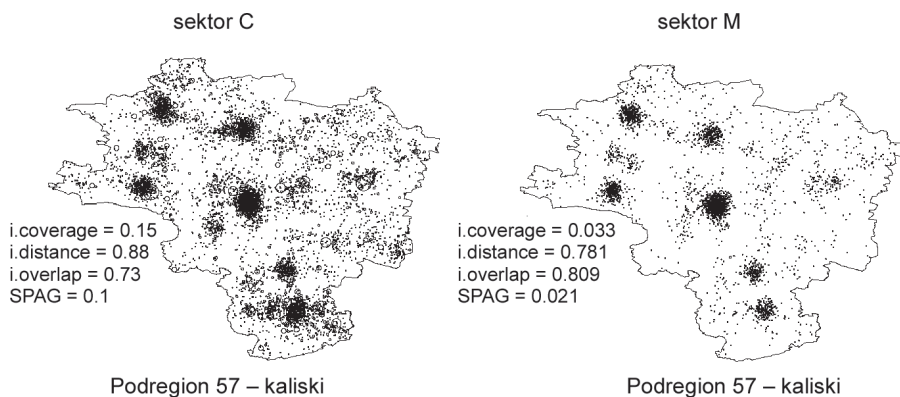 sektor C
i.coverage = 0.15
i.distance = 0.88
i.overlap = 0.73
SPAG = 0.1
Podregion 57 – kaliski
sektor M
i.coverage = 0.033
i.distance = 0.781
i.overlap = 0.809
SPAG = 0.021
Podregion 57 – kaliski